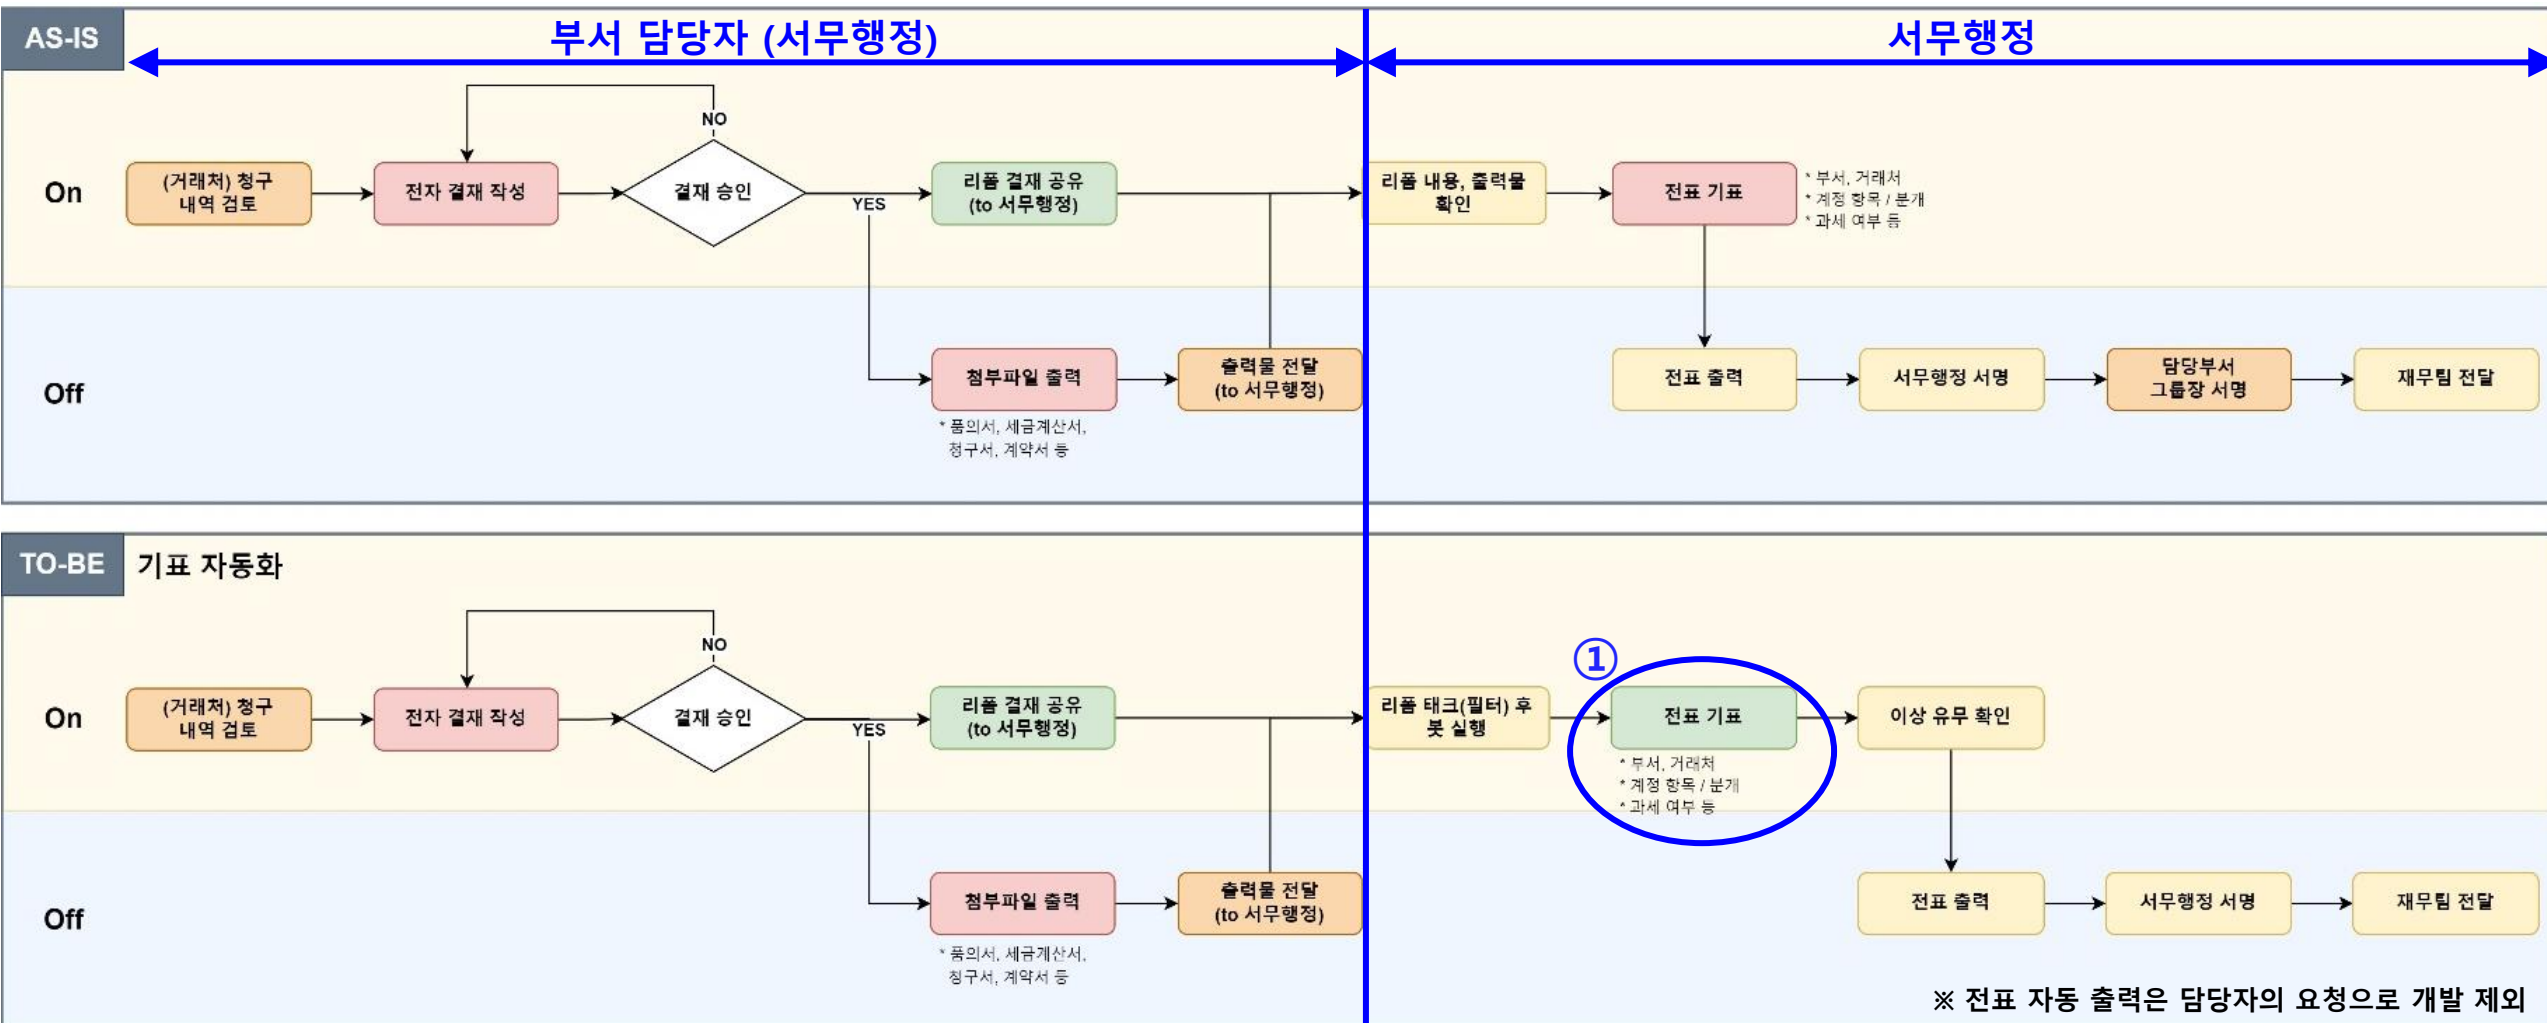 AS-IS
부서 담당자 (서무행정)
서무행정
On
(거래처) 청구
내역 검토
전자 결재 작성
NO
결재 승인
YES
리폼 결재 공유
(to 서무행정)
리폼 내용, 출력물
확인
전표 기표
* 부서, 거래처
* 계정 항목 / 분개
* 과세 여부 등
Off
첨부파일 출력
* 품의서, 세금계산서,
청구서, 계약서 등
출력물 전달
(to 서무행정)
전표 출력
서무행정 서명
담당부서
그룹장 서명
재무팀 전달
TO-BE
기표 자동화
On
(거래처) 청구
내역 검토
전자 결재 작성
NO
결재 승인
YES
리폼 결재 공유
(to 서무행정)
리폼 태크(필터) 후
봇 실행
①
전표 기표
* 부서, 거래처
* 계정 항목 / 분개
* 과세 여부 등
이상 유무 확인
Off
첨부파일 출력
* 품의서, 세금계산서,
청구서, 계약서 등
출력물 전달
(to 서무행정)
전표 출력
서무행정 서명
재무팀 전달
※ 전표 자동 출력은 담당자의 요청으로 개발 제외